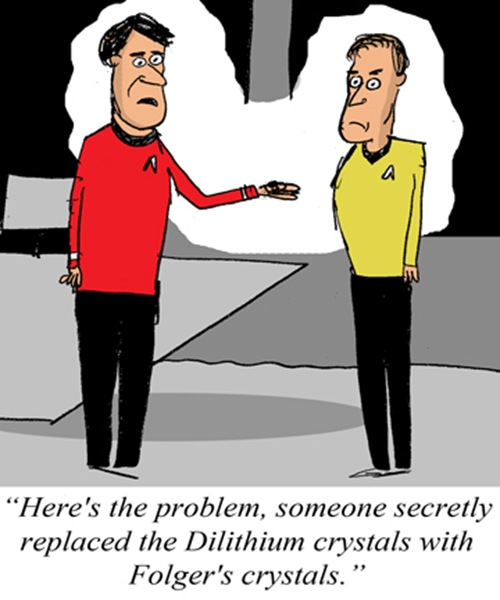 “Here's the problem, someone secretly
replaced the Dilithium crystals with
Folger's crystals.”